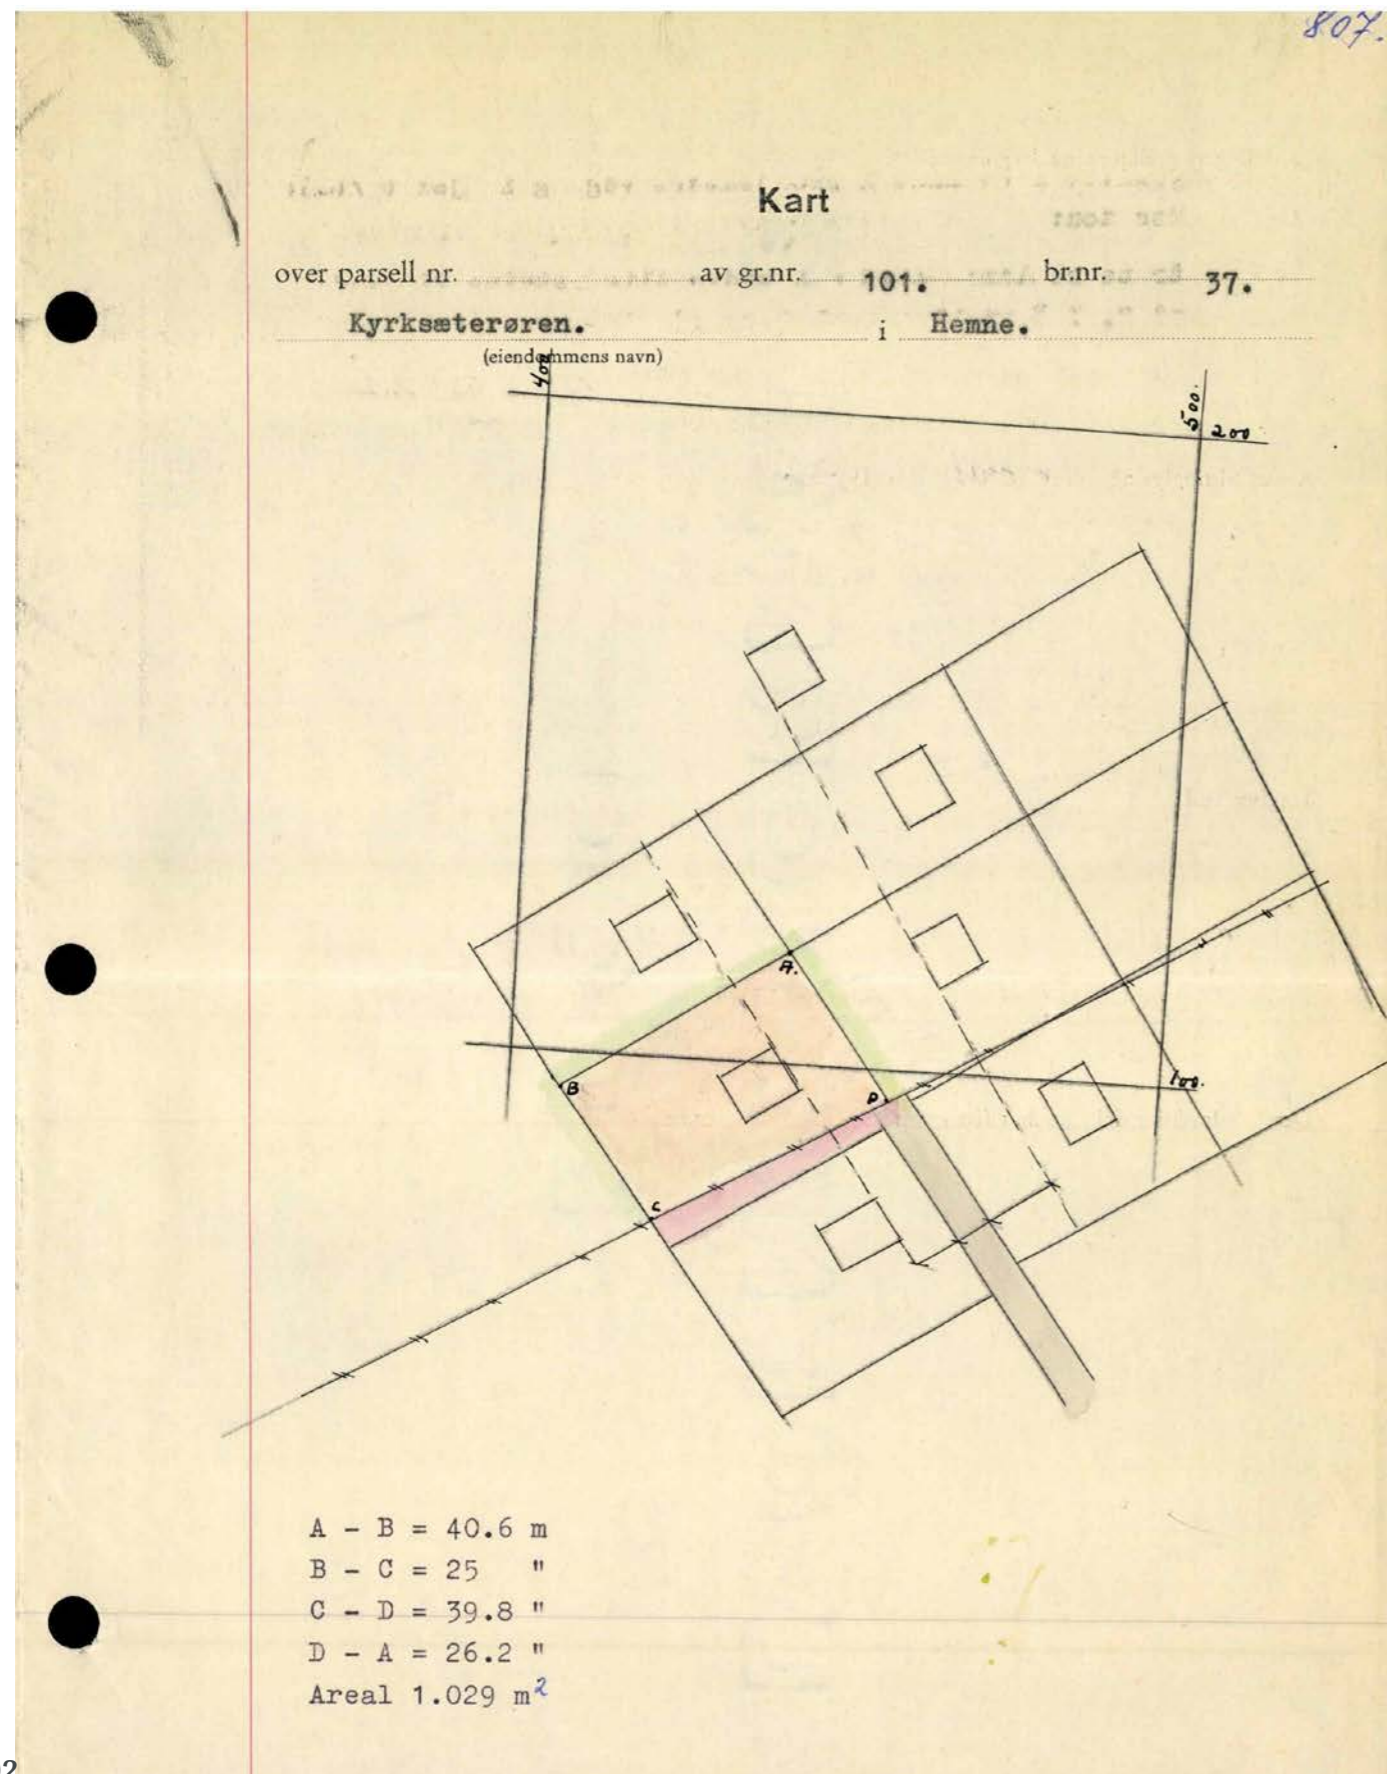 807.
Kart
over parsell nr. av gr.nr. 101. br.nr. 37.
Kyrksæterøren. i Hemne.
(eiendommens navn)
400
500.
200
A.
B
D.
100.
C
A - B = 40.6 m
B - C = 25 "
C - D = 39.8 "
D - A = 26.2 "
Areal 1.029 m²